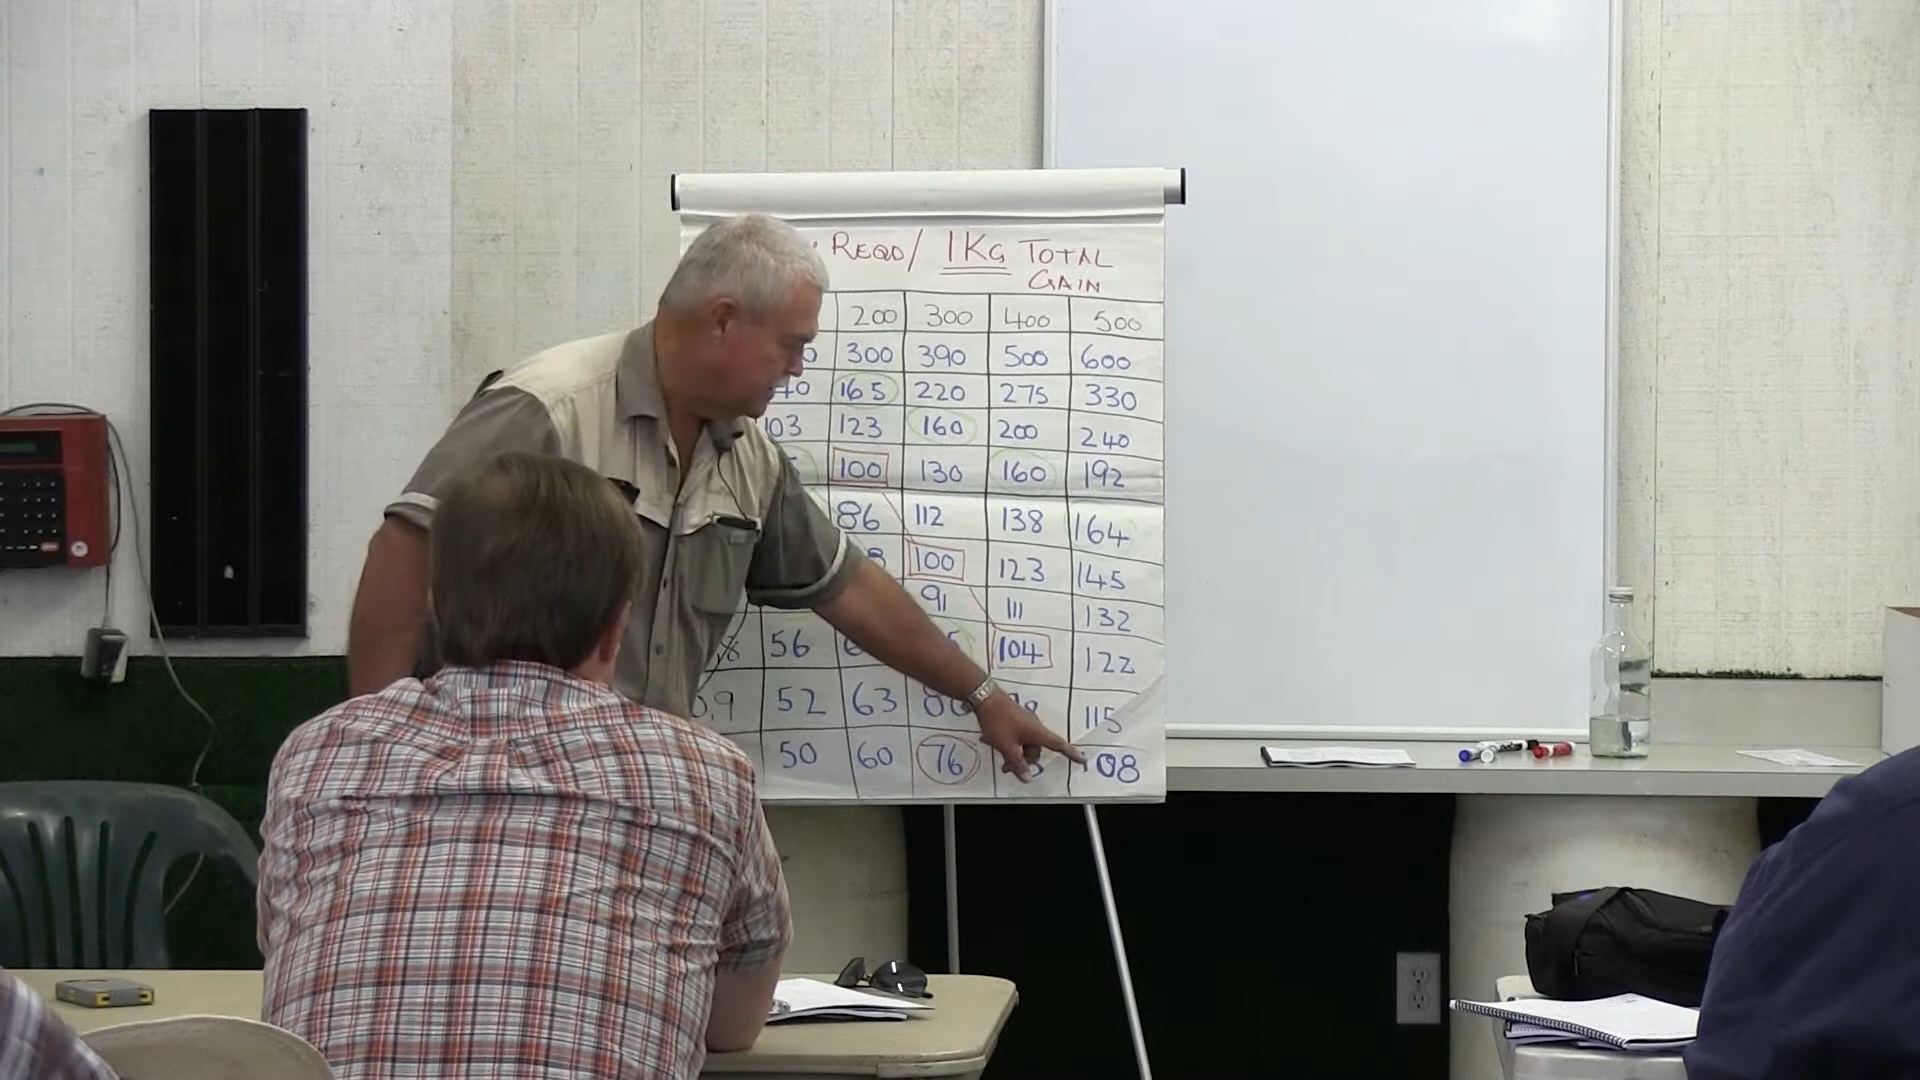 REQD/ 1KG TOTAL
GAIN
200 300 400 500
300 390 500 600
165 220 275 330
103 123 160 200 240
100 130 160 192
86 112 138 164
100 123 145
91 111 132
56 104 122
0.9 52 63 115
50 60 76 108